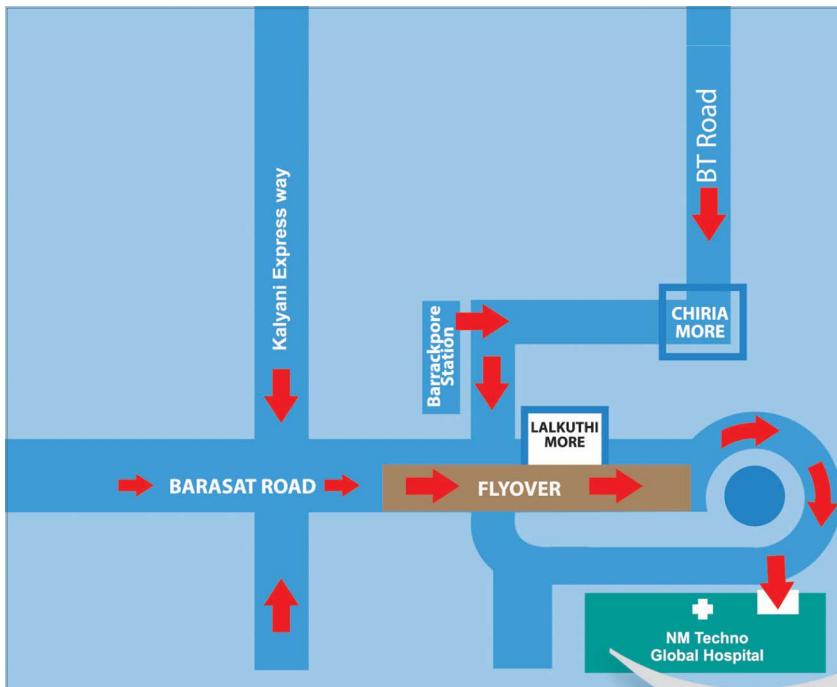 Kalyani Express way
BT Road
Barrackpore
Station
CHIRIA
MORE
LALKUTHI
MORE
BARASAT ROAD
FLYOVER
NM Techno
Global Hospital